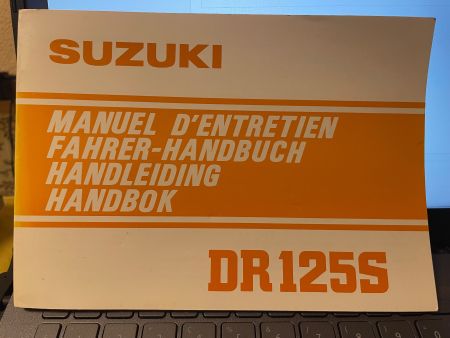 SUZUKI
MANUEL D'ENTRETIEN
FAHRER-HANDBUCH
HANDLEIDING
HANDBOK
DR125S